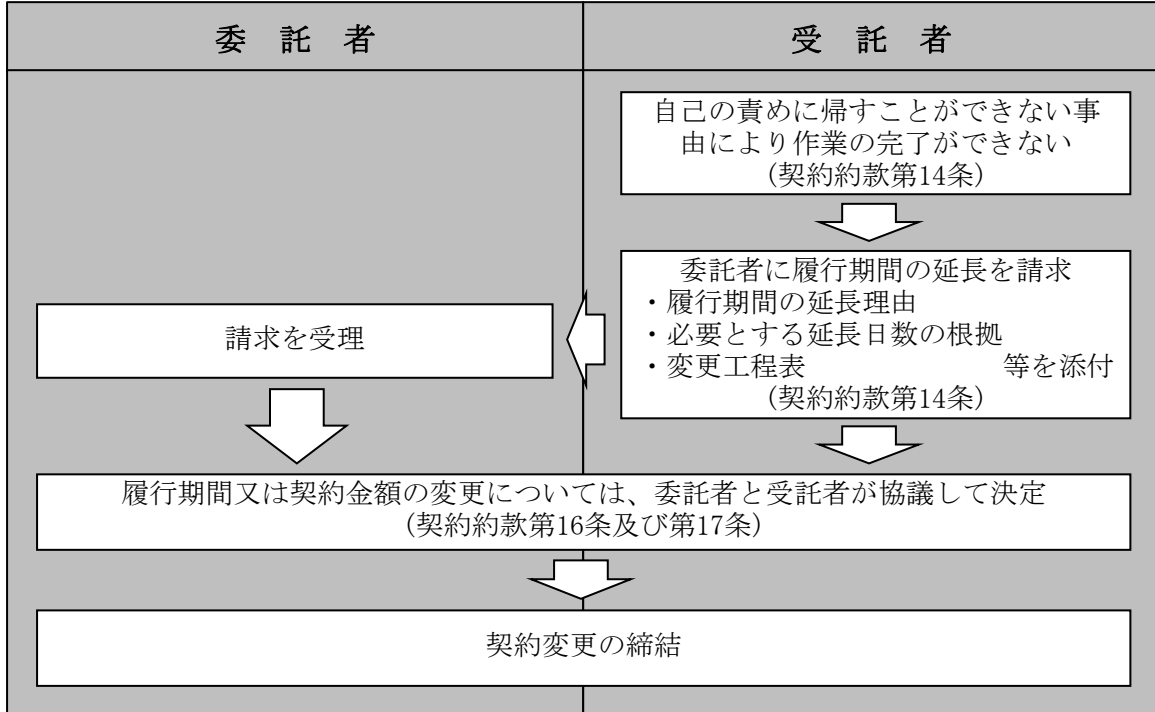 委 託 者
受 託 者
自己の責めに帰すことができない事
由により作業の完了ができない
(契約約款第14条)
委託者に履行期間の延長を請求
・履行期間の延長理由
・必要とする延長日数の根拠
・変更工程表 等を添付
(契約約款第14条)
請求を受理
履行期間又は契約金額の変更については、委託者と受託者が協議して決定
(契約約款第16条及び第17条)
契約変更の締結